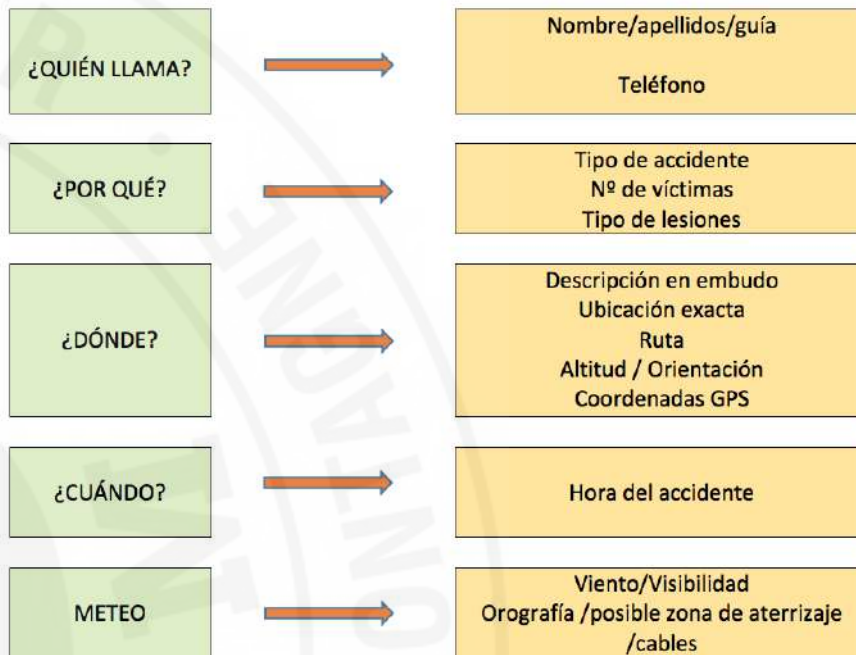 ¿QUIÉN LLAMA?
Nombre/apellidos/guía
Teléfono
¿POR QUÉ?
Tipo de accidente
Nº de víctimas
Tipo de lesiones
¿DÓNDE?
Descripción en embudo
Ubicación exacta
Ruta
Altitud / Orientación
Coordenadas GPS
¿CUÁNDO?
Hora del accidente
METEO
Viento/Visibilidad
Orografía /posible zona de aterrizaje
/cables